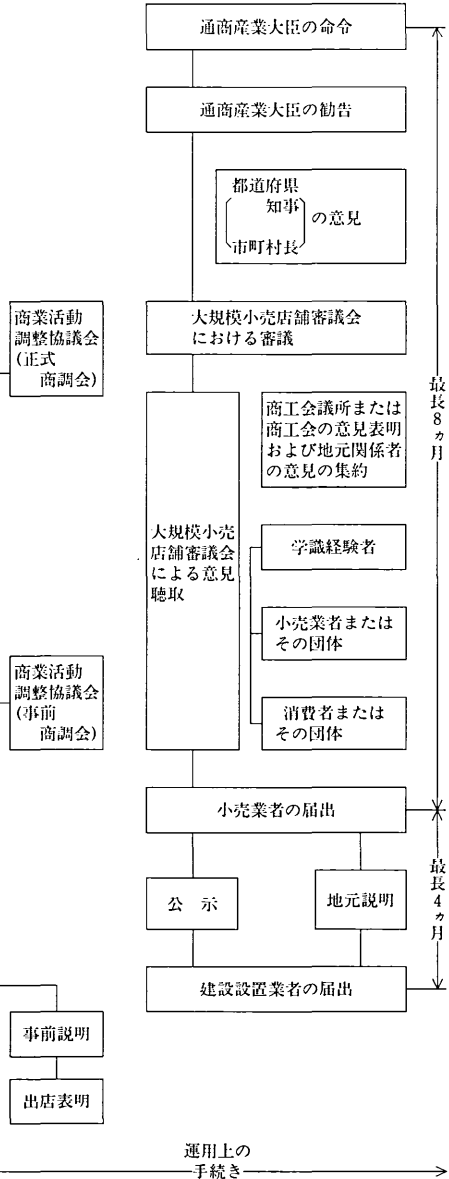 通商産業大臣の命令
通商産業大臣の勧告
都道府県
知事
の意見
市町村長
商業活動
調整協議会
(正式
商調会)
大規模小売店舗審議会
における審議
商工会議所または
商工会の意見表明
および地元関係者
の意見の集約
大規模小売
店舗審議会
による意見
聴取
学識経験者
小売業者または
その団体
消費者または
その団体
商業活動
調整協議会
(事前
商調会)
小売業者の届出
公 示
地元説明
建設設置業者の届出
最長8ヵ月
最長4ヵ月
事前説明
出店表明
運用上の
手続き